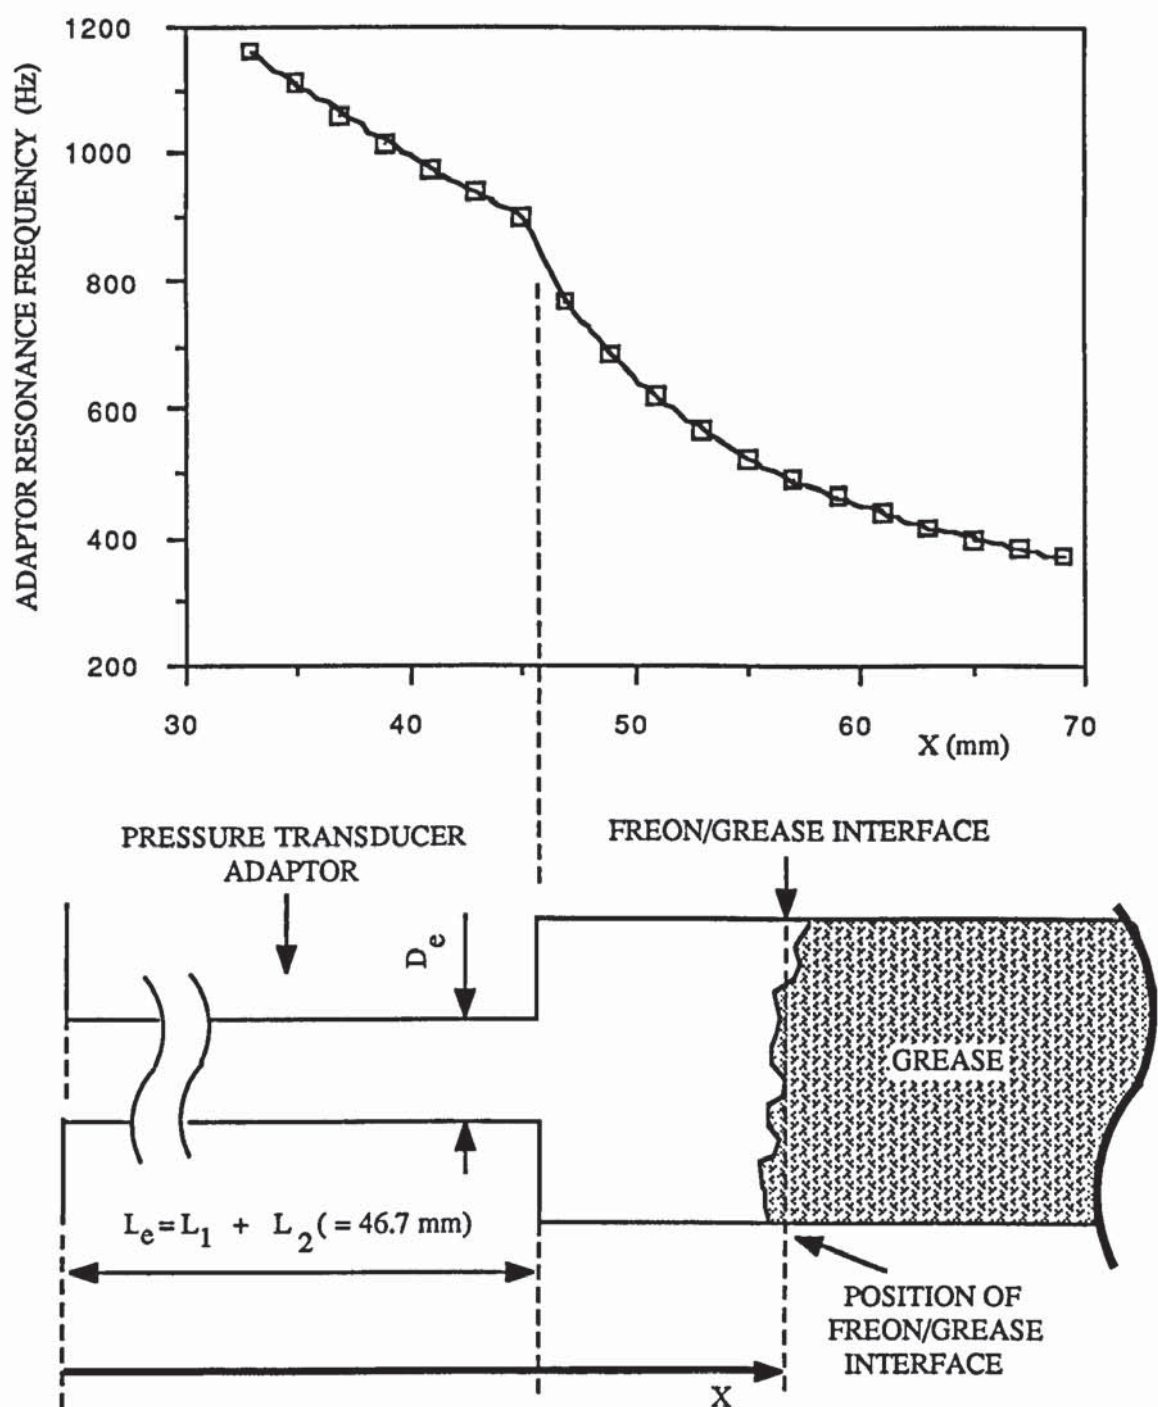 1200
1000
800
600
400
200
ADAPTOR RESONANCE FREQUENCY (Hz)
30 40 50 60 70
X (mm)
PRESSURE TRANSDUCER
ADAPTOR
FREON/GREASE INTERFACE
De
GREASE
Le = L1 + L2 ( = 46.7 mm)
POSITION OF
FREON/GREASE
INTERFACE
X